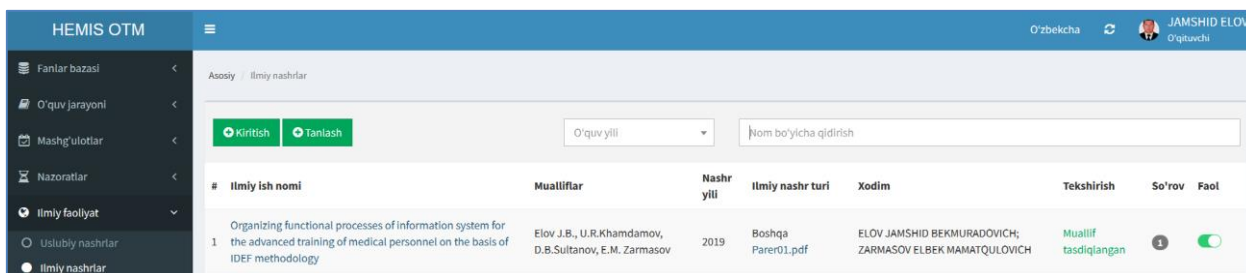 HEMIS OTM
O'zbekcha
JAMSHID ELOV
O'qituvchi
Fanlar bazasi
O'quv jarayoni
Mashg'ulotlar
Nazoratlar
Ilmiy faoliyat
Uslubiy nashrlar
Ilmiy nashrlar
Asosiy / Ilmiy nashrlar
Kiritish
Tanlash
O'quv yili
Nom bo'yicha qidirish
# Ilmiy ish nomi Mualliflar Nashr yili Ilmiy nashr turi Xodim Tekshirish So'rov Faol
1
Organizing functional processes of information system for
the advanced training of medical personnel on the basis of
IDEF methodology
Elov J.B., U.R.Khamdamov,
D.B.Sultanov, E.M. Zarmasov
2019
Boshqa
Parer01.pdf
ELOV JAMSHID BEKMURADOVICH;
ZARMASOV ELBEK MAMATQULOVICH
Muallif
tasdiqlangan
1